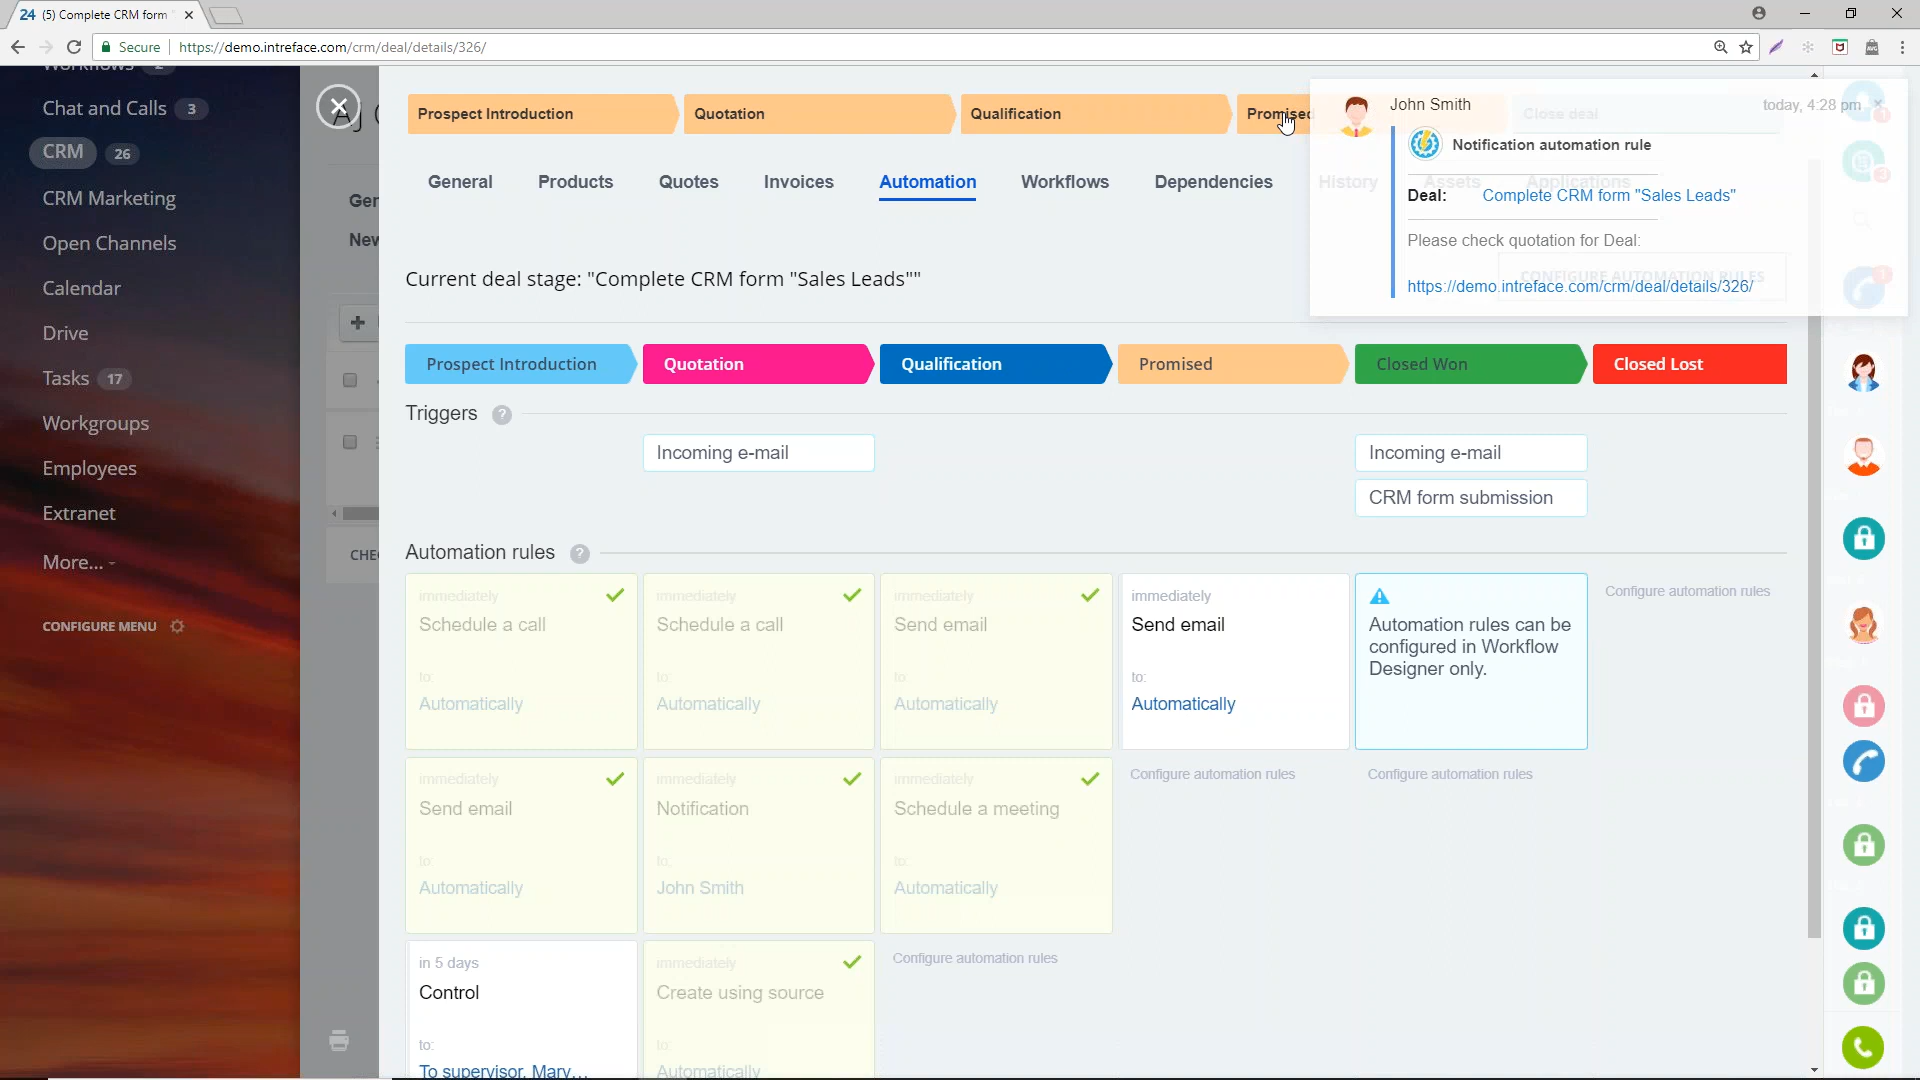 24 (5) Complete CRM form
Secure https://demo.intreface.com/crm/deal/details/326/
Workflows 2
Chat and Calls 3
CRM 26
CRM Marketing
Open Channels
Calendar
Drive
Tasks 17
Workgroups
Employees
Extranet
More...
CONFIGURE MENU
Prospect Introduction
Quotation
Qualification
Promised
Close deal
General
Products
Quotes
Invoices
Automation
Workflows
Dependencies
History
Assets
Applications
John Smith
today, 4:28 pm
Notification automation rule
Deal: Complete CRM form "Sales Leads"
Please check quotation for Deal:
https://demo.intreface.com/crm/deal/details/326/
CONFIGURE AUTOMATION RULES
Current deal stage: "Complete CRM form "Sales Leads""
Prospect Introduction
Quotation
Qualification
Promised
Closed Won
Closed Lost
Triggers ?
Incoming e-mail
Incoming e-mail
CRM form submission
Automation rules ?
immediately
Schedule a call
to:
Automatically
immediately
Schedule a call
to:
Automatically
immediately
Send email
to:
Automatically
immediately
Send email
to:
Automatically
Automation rules can be
configured in Workflow
Designer only.
Configure automation rules
immediately
Send email
to:
Automatically
immediately
Notification
to:
John Smith
immediately
Schedule a meeting
to:
Automatically
Configure automation rules
Configure automation rules
in 5 days
Control
to:
To supervisor, Mary...
immediately
Create using source
to:
Automatically
Configure automation rules